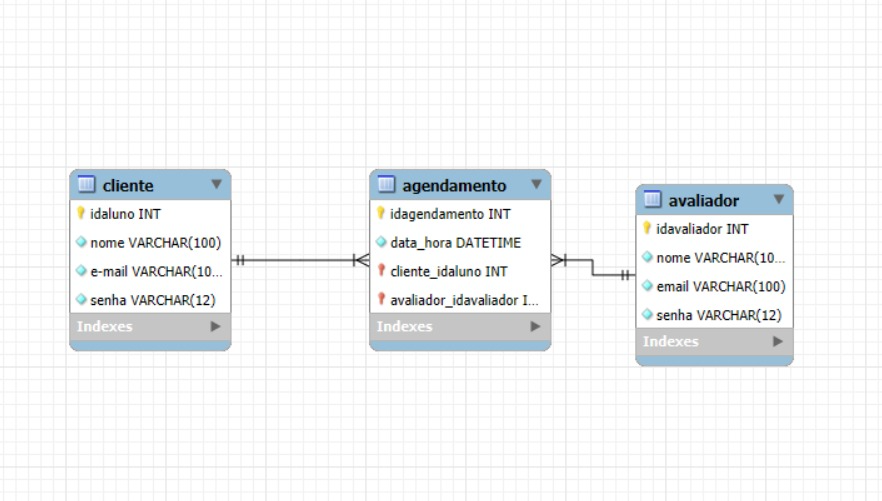 cliente
idaluno INT
nome VARCHAR(100)
e-mail VARCHAR(10...
senha VARCHAR(12)
Indexes
agendamento
idagendamento INT
data_hora DATETIME
cliente_idaluno INT
avaliador_idavaliador I...
Indexes
avaliador
idavaliador INT
nome VARCHAR(10...
email VARCHAR(100)
senha VARCHAR(12)
Indexes